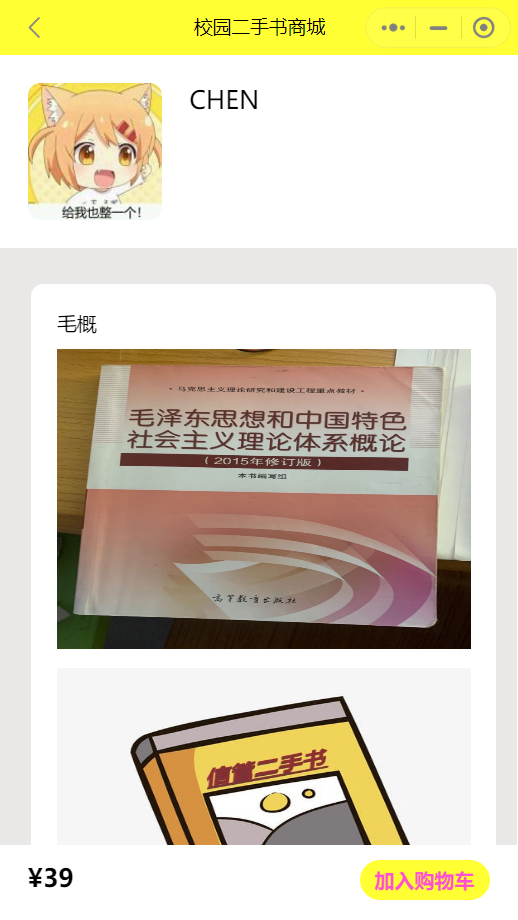 校园二手书商城
CHEN
给我也整一个!
毛概
·马克思主义理论研究和建设工程重点教材·
毛泽东思想和中国特色
社会主义理论体系概论
(2015年修订版)
本书编写组
高等教育出版社
信管二手书
¥39
加入购物车